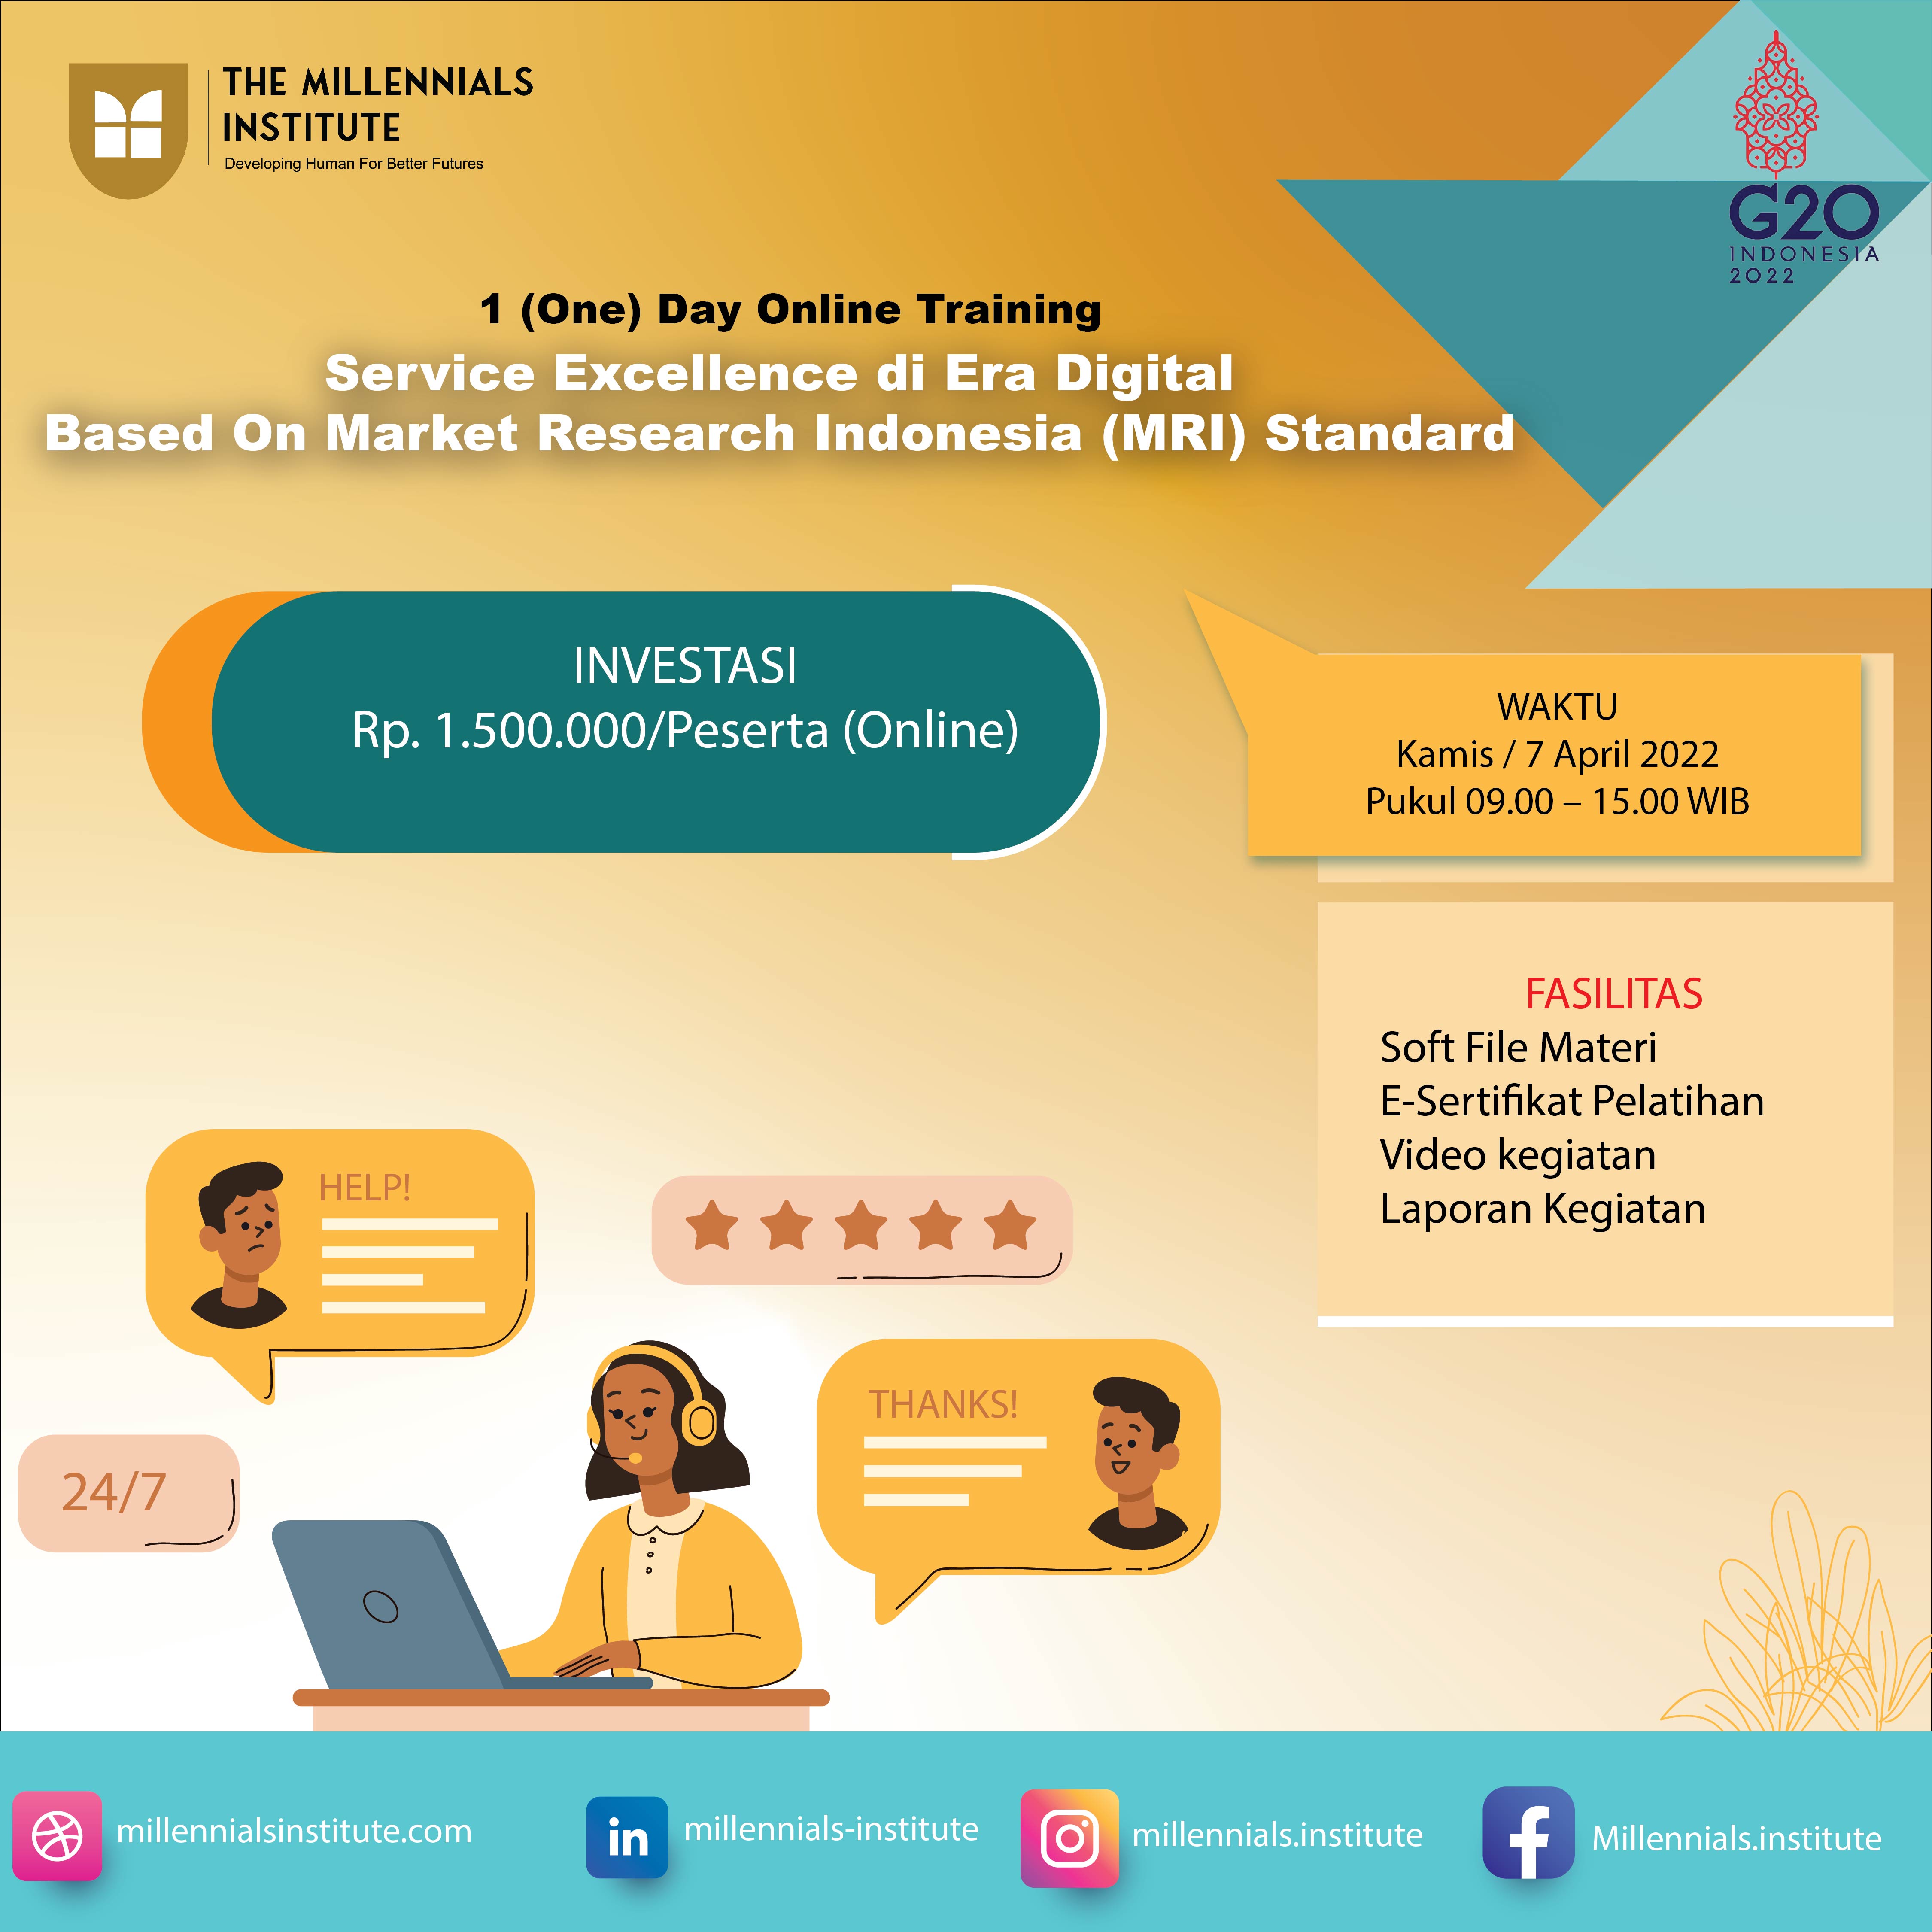 THE MILLENNIALS
INSTITUTE
Developing Human For Better Futures
G20
INDONESIA
2022
1 (One) Day Online Training
Service Excellence di Era Digital
Based On Market Research Indonesia (MRI) Standard
INVESTASI
Rp. 1.500.000/Peserta (Online)
WAKTU
Kamis / 7 April 2022
Pukul 09.00 – 15.00 WIB
FASILITAS
Soft File Materi
E-Sertifikat Pelatihan
Video kegiatan
Laporan Kegiatan
HELP!
THANKS!
24/7
millennialsinstitute.com
in
millennials-institute
millennials.institute
f
Millennials.institute